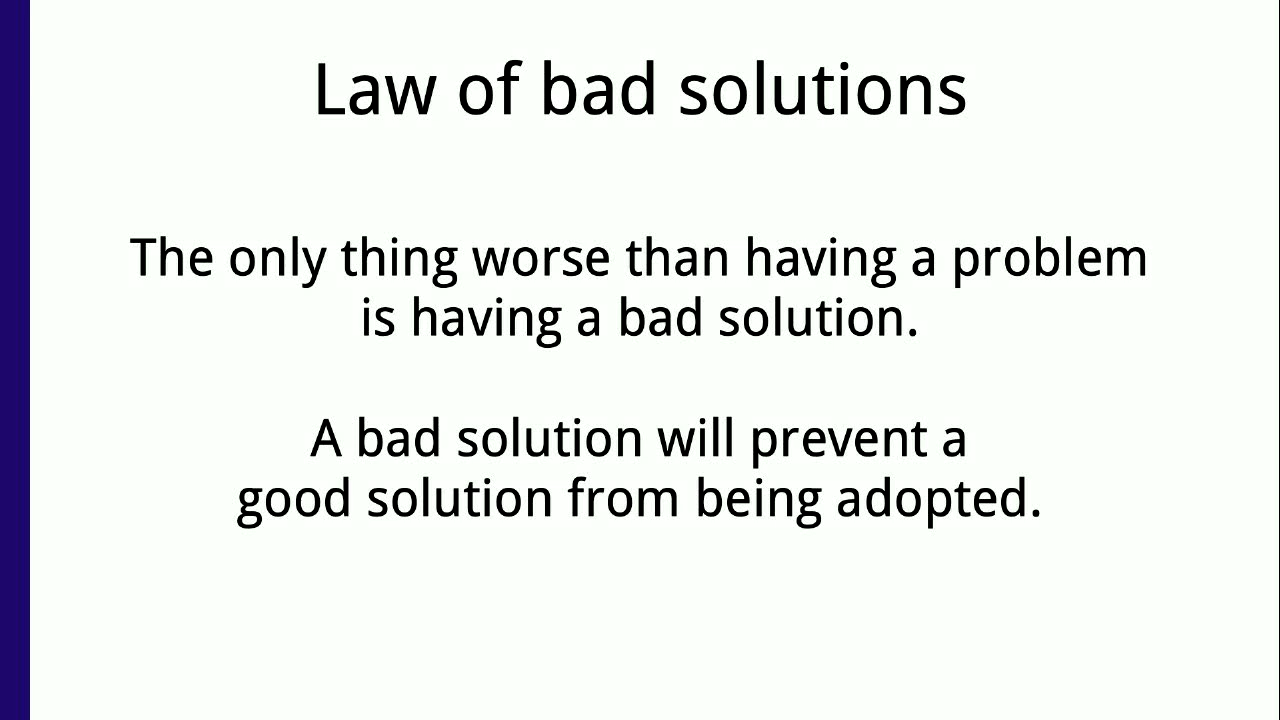 Law of bad solutions
The only thing worse than having a problem
is having a bad solution.
A bad solution will prevent a
good solution from being adopted.